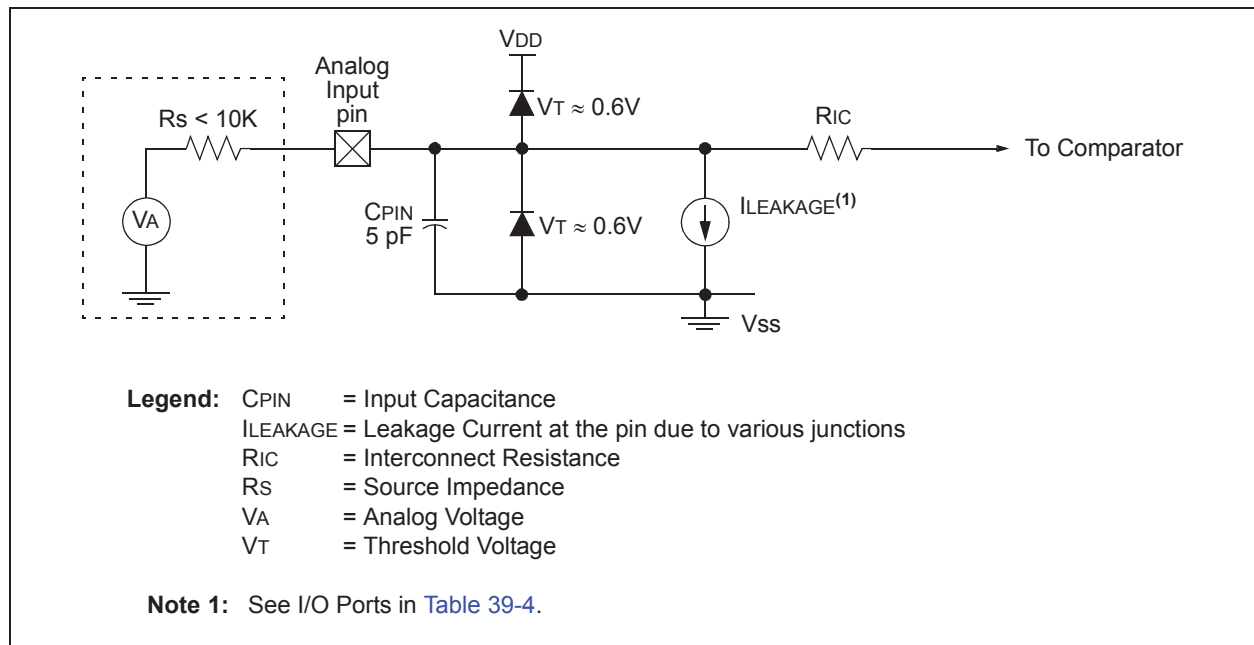 VDD
Analog
Input
pin
Rs < 10K
VT ≈ 0.6V
RIC
To Comparator
VA
CPIN
5 pF
VT ≈ 0.6V
ILEAKAGE(1)
Vss
Legend: CPIN = Input Capacitance
ILEAKAGE = Leakage Current at the pin due to various junctions
RIC = Interconnect Resistance
RS = Source Impedance
VA = Analog Voltage
VT = Threshold Voltage
Note 1: See I/O Ports in Table 39-4.